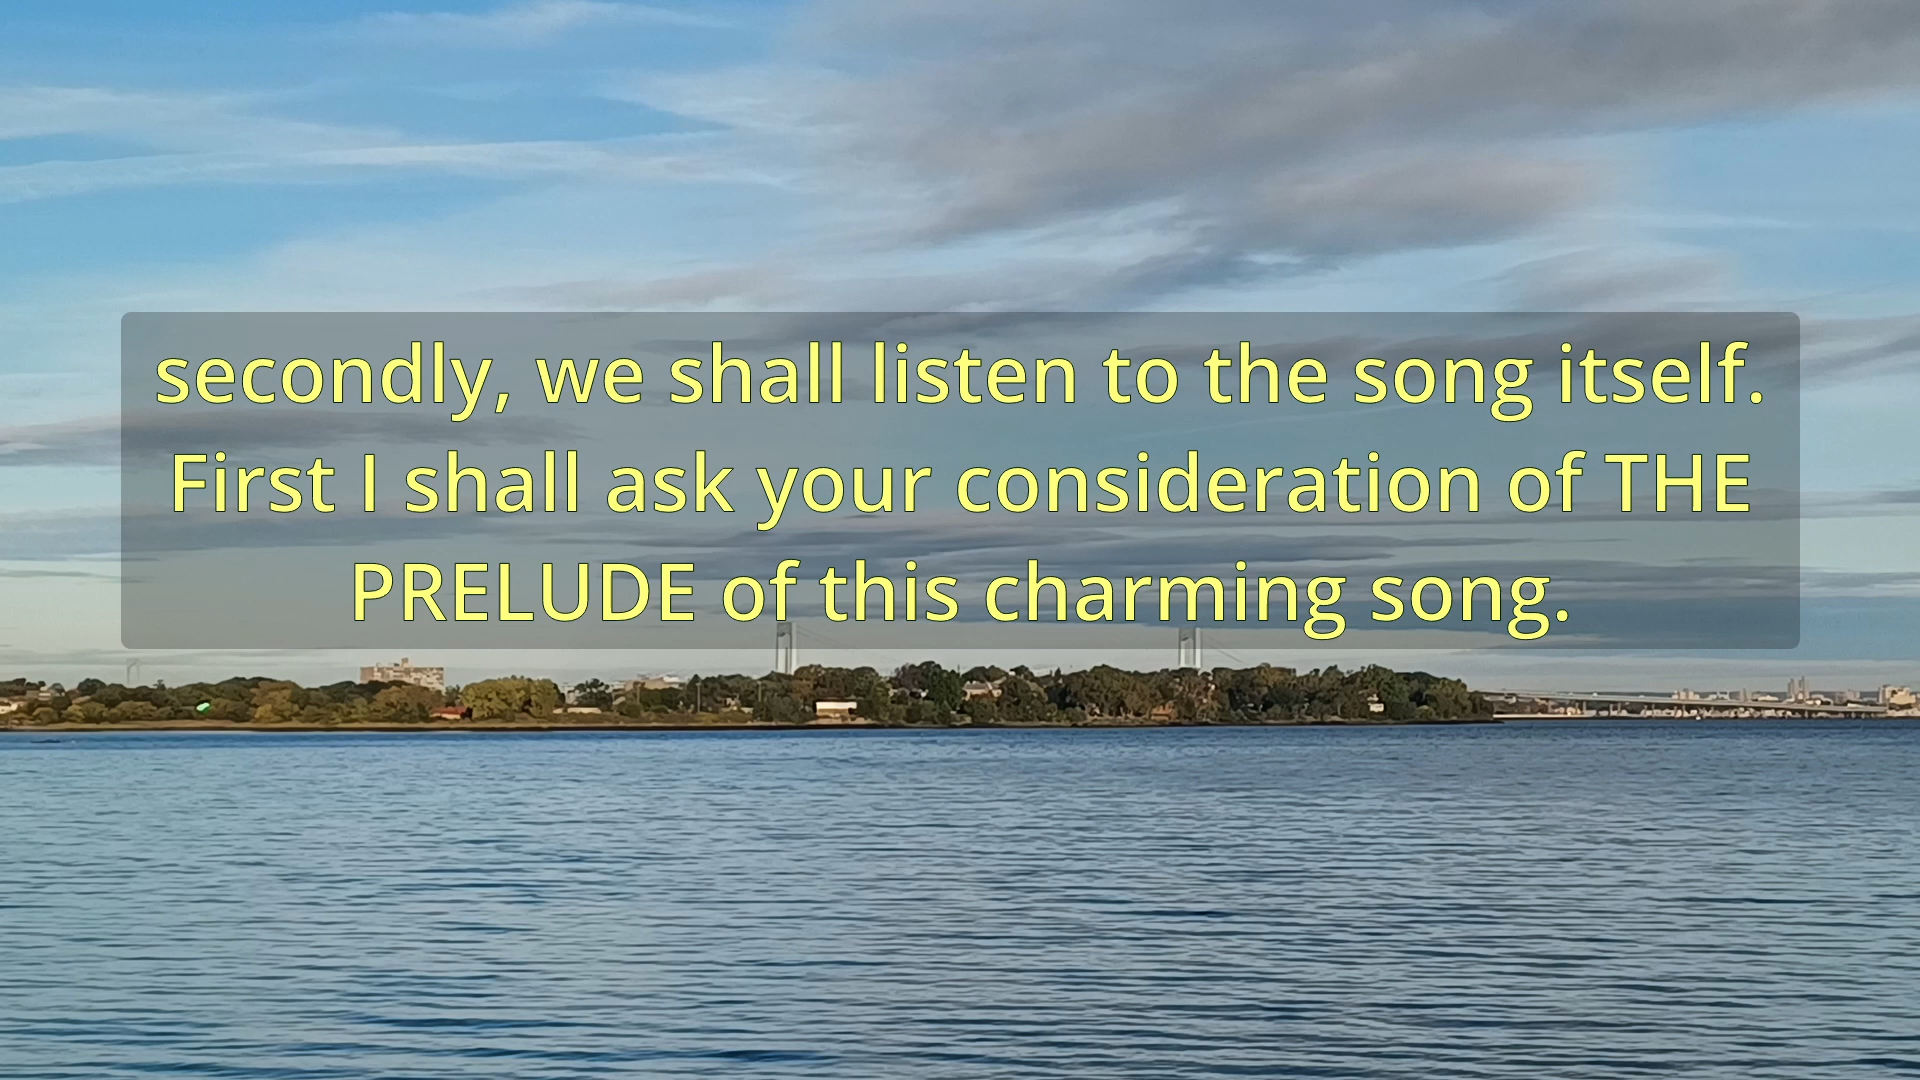 secondly, we shall listen to the song itself.
First I shall ask your consideration of THE
PRELUDE of this charming song.